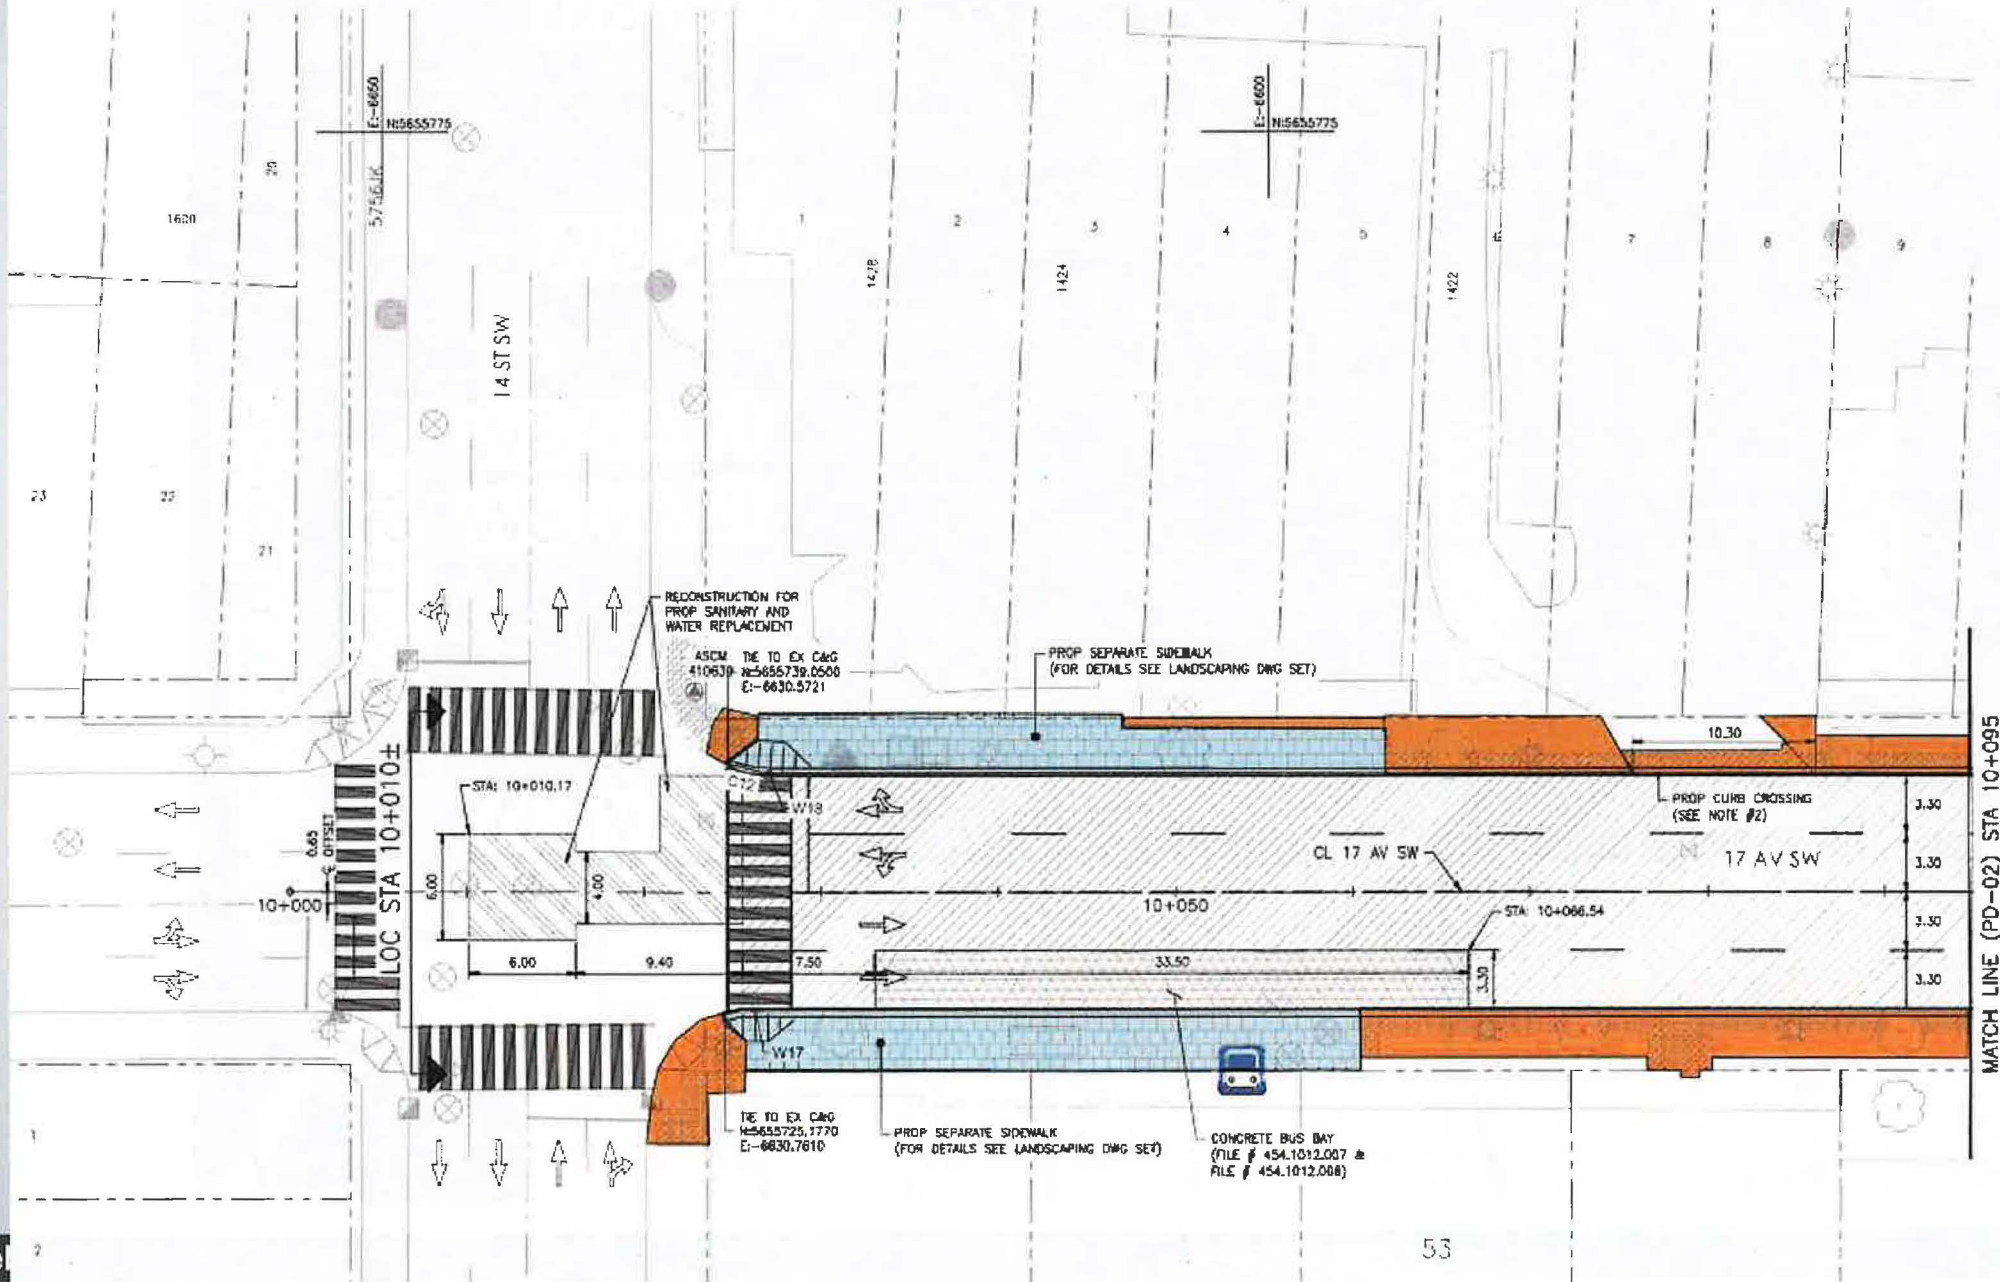 E:-6650
N:5655775
E:-6600
N:5655775
5756JK
20
1620
1
2
3
4
5
6
7
8
9
1428
1424
1422
14 ST SW
23
22
21
RECONSTRUCTION FOR
PROP SANITARY AND
WATER REPLACEMENT
ASCM
410639
TIE TO EX C&G
N:5655739.0500
E:-6630.5721
PROP SEPARATE SIDEWALK
(FOR DETAILS SEE LANDSCAPING DWG SET)
10.30
STA: 10+010.17
C12
W18
PROP CURB CROSSING
(SEE NOTE #2)
3.30
0.65
℄ OFFSET
LOC STA 10+010±
6.00
4.00
CL 17 AV SW
17 AV SW
3.30
10+000
10+050
STA: 10+066.54
3.30
6.00
9.40
7.50
33.50
3.30
3.30
MATCH LINE (PD-02) STA 10+095
W17
TIE TO EX C&G
N:5655725.1770
E:-6630.7610
PROP SEPARATE SIDEWALK
(FOR DETAILS SEE LANDSCAPING DWG SET)
CONCRETE BUS BAY
(FILE # 454.1012.007 &
FILE # 454.1012.008)
1
2
53